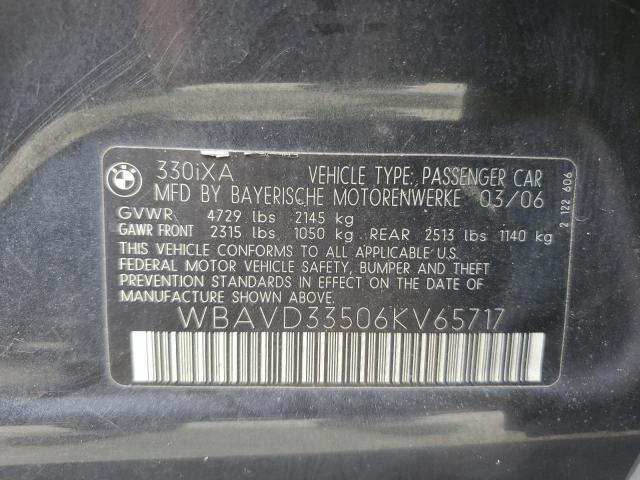 330iXA VEHICLE TYPE: PASSENGER CAR
MFD BY BAYERISCHE MOTORENWERKE 03/06
GVWR 4729 lbs 2145 kg
GAWR FRONT 2315 lbs 1050 kg REAR 2513 lbs 1140 kg
THIS VEHICLE CONFORMS TO ALL APPLICABLE U.S.
FEDERAL MOTOR VEHICLE SAFETY, BUMPER AND THEFT
PREVENTION STANDARDS IN EFFECT ON THE DATE OF
MANUFACTURE SHOWN ABOVE.
WBAVD33506KV65717
2 122 606